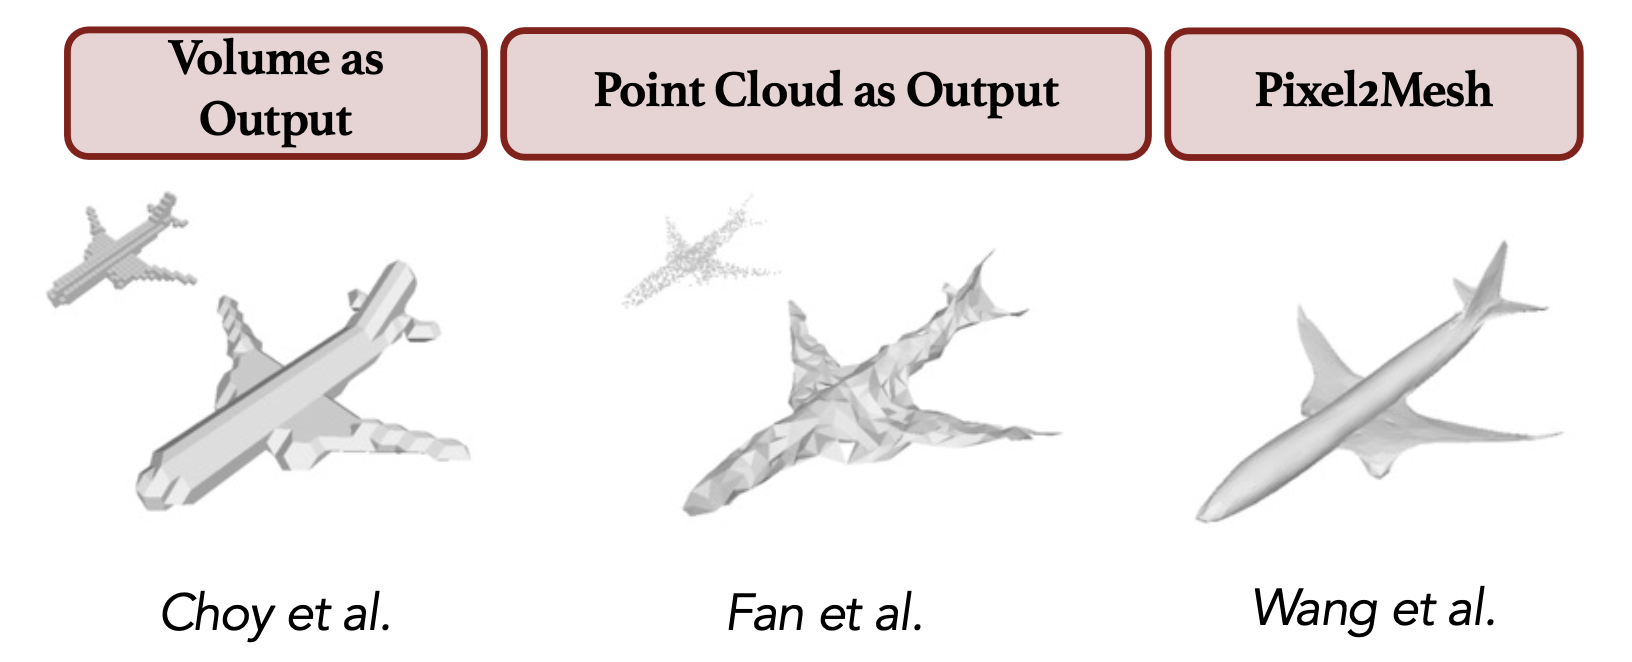 Volume as
Output
Point Cloud as Output
Pixel2Mesh
Choy et al.
Fan et al.
Wang et al.